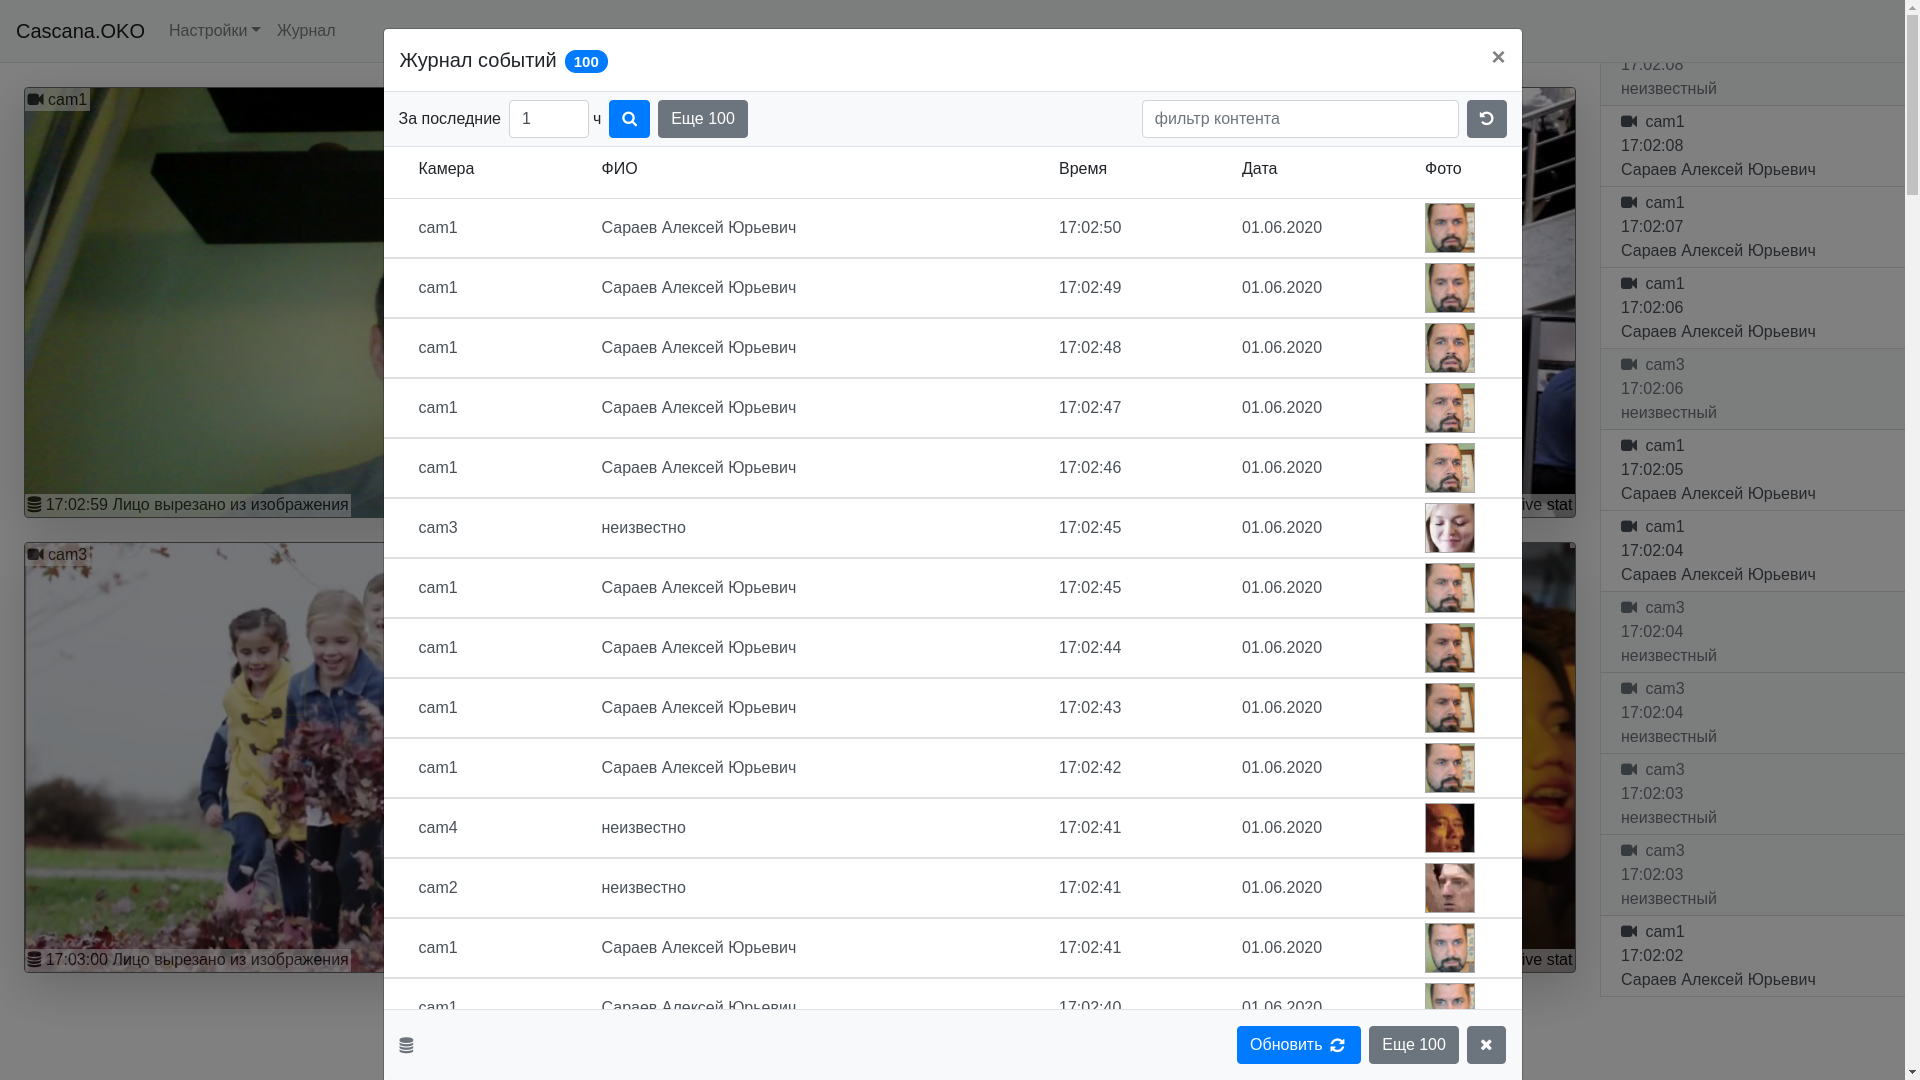 Cascana.OKO Настройки Журнал
cam1
17:02:59 Лицо вырезано из изображения
cam3
17:03:00 Лицо вырезано из изображения
Журнал событий 100 ×
За последние 1 ч Еще 100 фильтр контента
Камера ФИО Время Дата Фото
cam1 Сараев Алексей Юрьевич 17:02:50 01.06.2020
cam1 Сараев Алексей Юрьевич 17:02:49 01.06.2020
cam1 Сараев Алексей Юрьевич 17:02:48 01.06.2020
cam1 Сараев Алексей Юрьевич 17:02:47 01.06.2020
cam1 Сараев Алексей Юрьевич 17:02:46 01.06.2020
cam3 неизвестно 17:02:45 01.06.2020
cam1 Сараев Алексей Юрьевич 17:02:45 01.06.2020
cam1 Сараев Алексей Юрьевич 17:02:44 01.06.2020
cam1 Сараев Алексей Юрьевич 17:02:43 01.06.2020
cam1 Сараев Алексей Юрьевич 17:02:42 01.06.2020
cam4 неизвестно 17:02:41 01.06.2020
cam2 неизвестно 17:02:41 01.06.2020
cam1 Сараев Алексей Юрьевич 17:02:41 01.06.2020
cam1 Сараев Алексей Юрьевич 17:02:40 01.06.2020
Обновить Еще 100
ive stat
ive stat
17:02:08
неизвестный
cam1
17:02:08
Сараев Алексей Юрьевич
cam1
17:02:07
Сараев Алексей Юрьевич
cam1
17:02:06
Сараев Алексей Юрьевич
cam3
17:02:06
неизвестный
cam1
17:02:05
Сараев Алексей Юрьевич
cam1
17:02:04
Сараев Алексей Юрьевич
cam3
17:02:04
неизвестный
cam3
17:02:04
неизвестный
cam3
17:02:03
неизвестный
cam3
17:02:03
неизвестный
cam1
17:02:02
Сараев Алексей Юрьевич